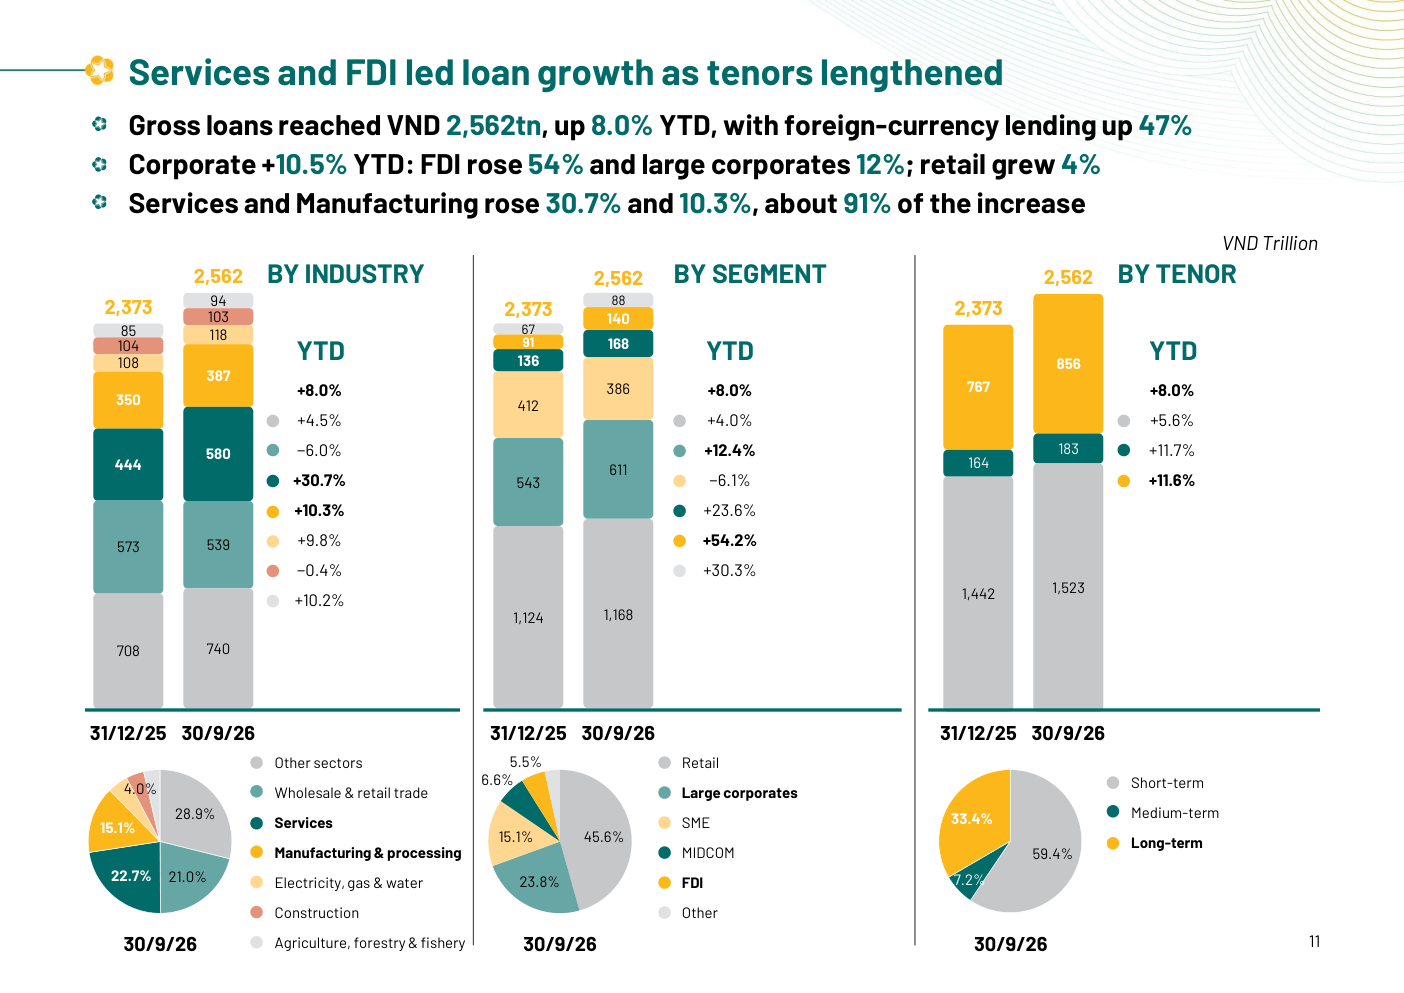 Services and FDI led loan growth as tenors lengthened
Gross loans reached VND 2,562tn, up 8.0% YTD, with foreign-currency lending up 47%
Corporate +10.5% YTD: FDI rose 54% and large corporates 12%; retail grew 4%
Services and Manufacturing rose 30.7% and 10.3%, about 91% of the increase
VND Trillion
BY INDUSTRY
2,373
85
104
108
350
444
573
708
31/12/25
2,562
94
103
118
387
580
539
740
30/9/26
YTD
+8.0%
+4.5%
−6.0%
+30.7%
+10.3%
+9.8%
−0.4%
+10.2%
4.0%
28.9%
15.1%
22.7%
21.0%
30/9/26
Other sectors
Wholesale & retail trade
Services
Manufacturing & processing
Electricity, gas & water
Construction
Agriculture, forestry & fishery
BY SEGMENT
2,373
67
91
136
412
543
1,124
31/12/25
2,562
88
140
168
386
611
1,168
30/9/26
YTD
+8.0%
+4.0%
+12.4%
−6.1%
+23.6%
+54.2%
+30.3%
5.5%
6.6%
15.1%
45.6%
23.8%
30/9/26
Retail
Large corporates
SME
MIDCOM
FDI
Other
BY TENOR
2,373
767
164
1,442
31/12/25
2,562
856
183
1,523
30/9/26
YTD
+8.0%
+5.6%
+11.7%
+11.6%
33.4%
59.4%
7.2%
30/9/26
Short-term
Medium-term
Long-term
11